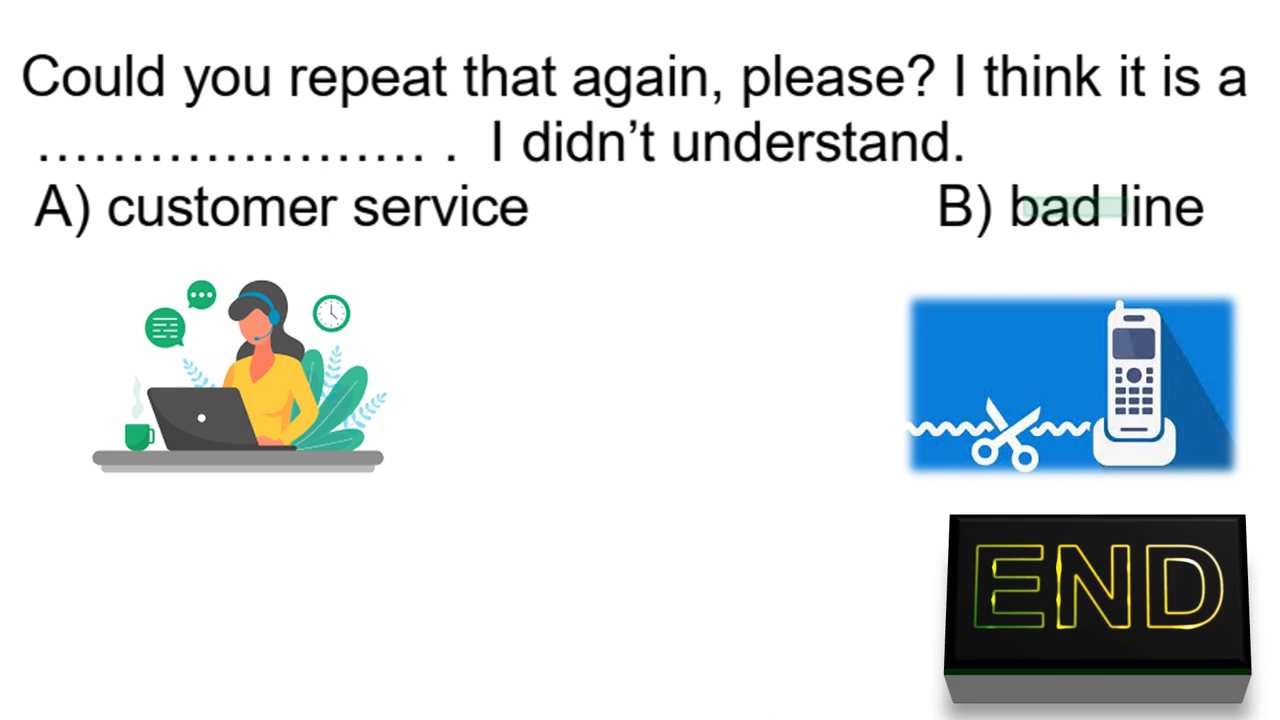 Could you repeat that again, please? I think it is a
………………… . I didn’t understand.
A) customer service B) bad line
END